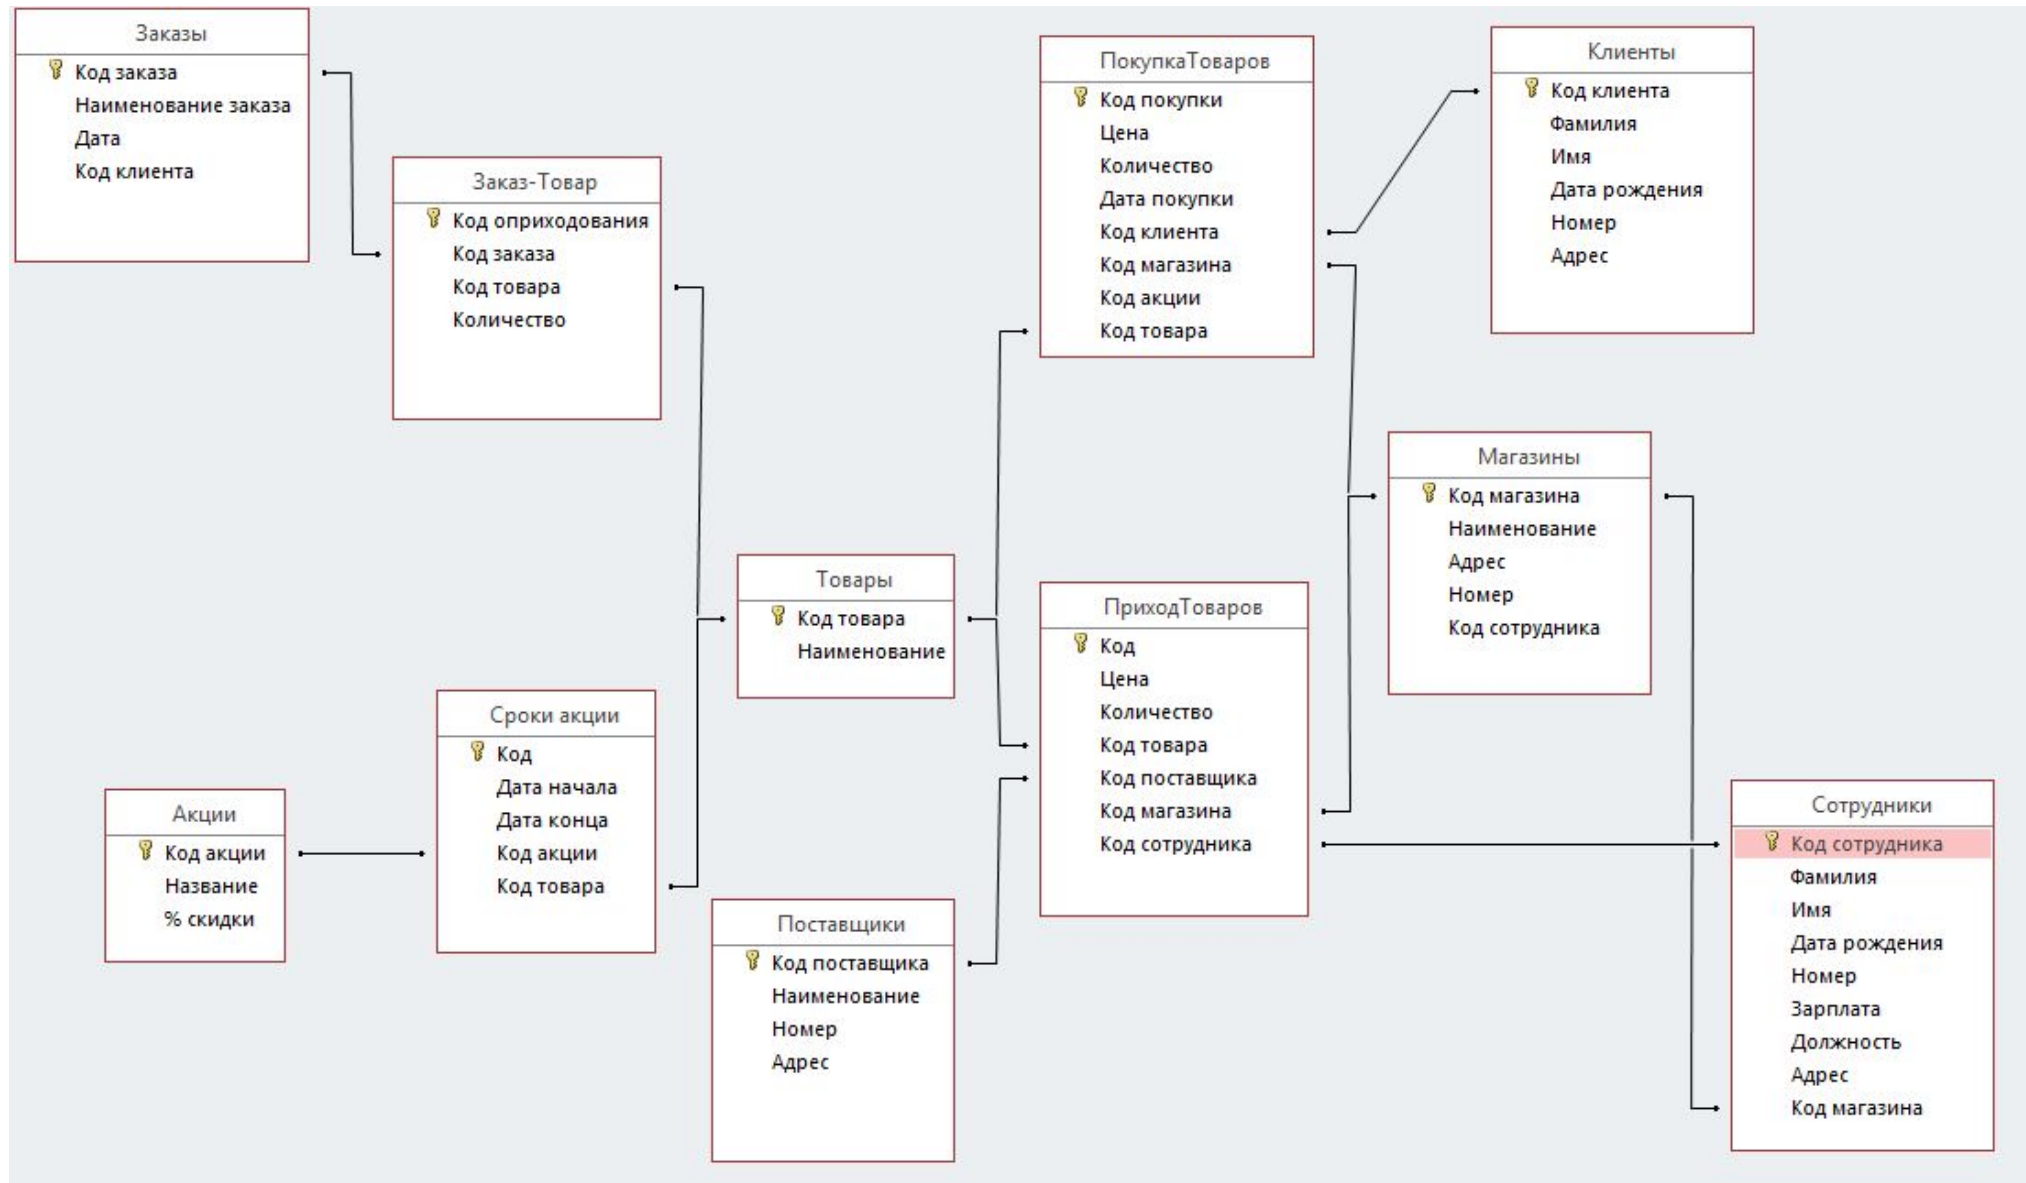 Заказы
Код заказа
Наименование заказа
Дата
Код клиента
Заказ-Товар
Код оприходования
Код заказа
Код товара
Количество
ПокупкаТоваров
Код покупки
Цена
Количество
Дата покупки
Код клиента
Код магазина
Код акции
Код товара
Клиенты
Код клиента
Фамилия
Имя
Дата рождения
Номер
Адрес
Магазины
Код магазина
Наименование
Адрес
Номер
Код сотрудника
Товары
Код товара
Наименование
ПриходТоваров
Код
Цена
Количество
Код товара
Код поставщика
Код магазина
Код сотрудника
Сроки акции
Код
Дата начала
Дата конца
Код акции
Код товара
Акции
Код акции
Название
% скидки
Поставщики
Код поставщика
Наименование
Номер
Адрес
Сотрудники
Код сотрудника
Фамилия
Имя
Дата рождения
Номер
Зарплата
Должность
Адрес
Код магазина